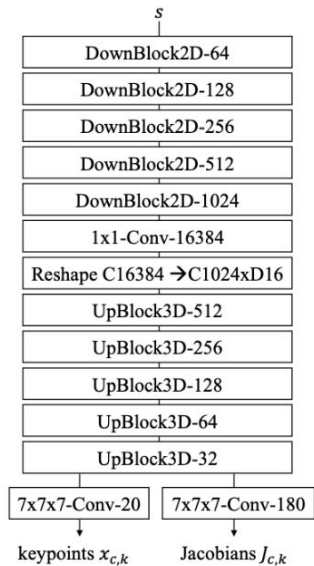 s
DownBlock2D-64
DownBlock2D-128
DownBlock2D-256
DownBlock2D-512
DownBlock2D-1024
1x1-Conv-16384
Reshape C16384 →C1024xD16
UpBlock3D-512
UpBlock3D-256
UpBlock3D-128
UpBlock3D-64
UpBlock3D-32
7x7x7-Conv-20 7x7x7-Conv-180
keypoints x_{c,k} Jacobians J_{c,k}